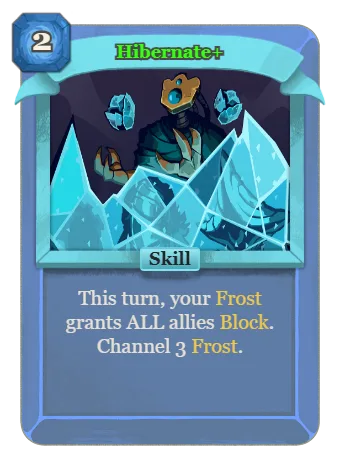 2
Hibernate+
Skill
This turn, your Frost
grants ALL allies Block.
Channel 3 Frost.